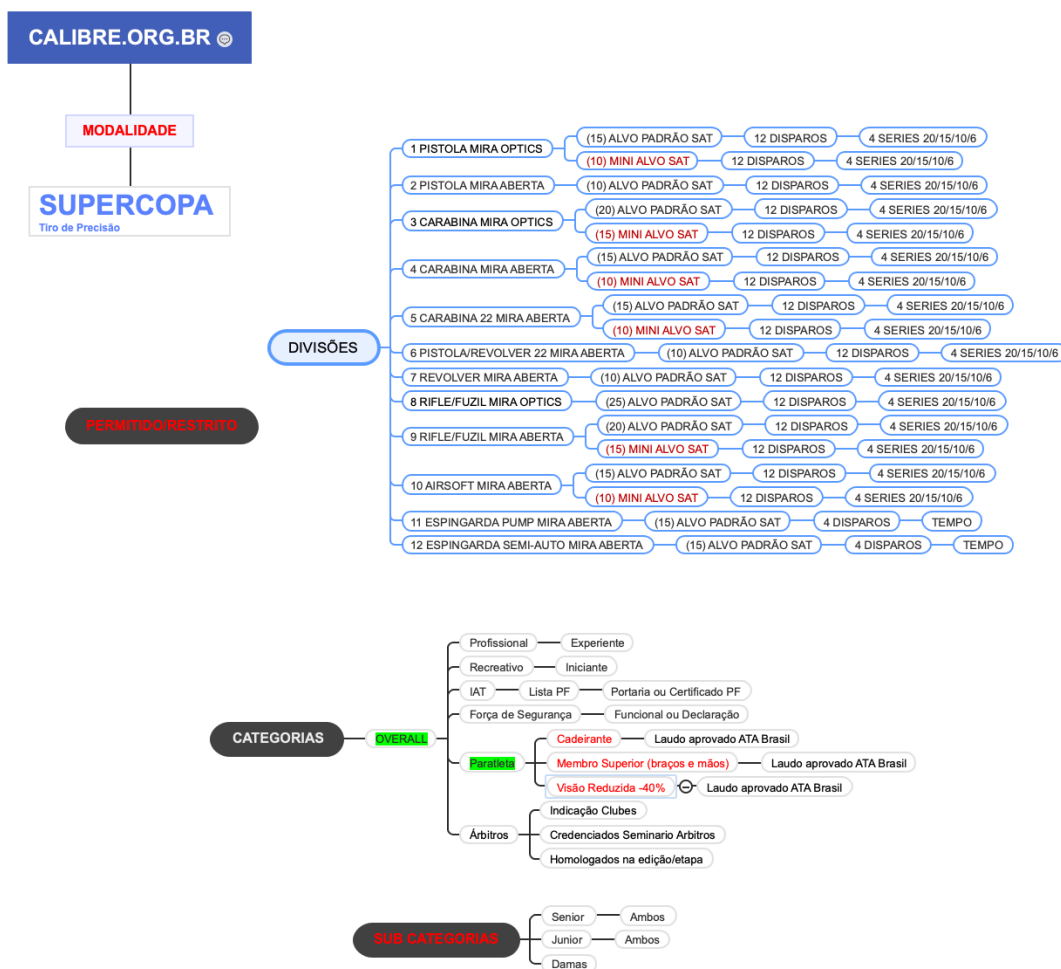 CALIBRE.ORG.BR
MODALIDADE
SUPERCOPA
Tiro de Precisão
DIVISÕES
1 PISTOLA MIRA OPTICS
(15) ALVO PADRÃO SAT
12 DISPAROS
4 SERIES 20/15/10/6
(10) MINI ALVO SAT
12 DISPAROS
4 SERIES 20/15/10/6
2 PISTOLA MIRA ABERTA
(10) ALVO PADRÃO SAT
12 DISPAROS
4 SERIES 20/15/10/6
3 CARABINA MIRA OPTICS
(20) ALVO PADRÃO SAT
12 DISPAROS
4 SERIES 20/15/10/6
(15) MINI ALVO SAT
12 DISPAROS
4 SERIES 20/15/10/6
4 CARABINA MIRA ABERTA
(15) ALVO PADRÃO SAT
12 DISPAROS
4 SERIES 20/15/10/6
(10) MINI ALVO SAT
12 DISPAROS
4 SERIES 20/15/10/6
5 CARABINA 22 MIRA ABERTA
(15) ALVO PADRÃO SAT
12 DISPAROS
4 SERIES 20/15/10/6
(10) MINI ALVO SAT
12 DISPAROS
4 SERIES 20/15/10/6
6 PISTOLA/REVOLVER 22 MIRA ABERTA
(10) ALVO PADRÃO SAT
12 DISPAROS
4 SERIES 20/15/10/6
7 REVOLVER MIRA ABERTA
(10) ALVO PADRÃO SAT
12 DISPAROS
4 SERIES 20/15/10/6
8 RIFLE/FUZIL MIRA OPTICS
(25) ALVO PADRÃO SAT
12 DISPAROS
4 SERIES 20/15/10/6
9 RIFLE/FUZIL MIRA ABERTA
(20) ALVO PADRÃO SAT
12 DISPAROS
4 SERIES 20/15/10/6
(15) MINI ALVO SAT
12 DISPAROS
4 SERIES 20/15/10/6
10 AIRSOFT MIRA ABERTA
(15) ALVO PADRÃO SAT
12 DISPAROS
4 SERIES 20/15/10/6
(10) MINI ALVO SAT
12 DISPAROS
4 SERIES 20/15/10/6
11 ESPINGARDA PUMP MIRA ABERTA
(15) ALVO PADRÃO SAT
4 DISPAROS
TEMPO
12 ESPINGARDA SEMI-AUTO MIRA ABERTA
(15) ALVO PADRÃO SAT
4 DISPAROS
TEMPO
PERMITIDO/RESTRITO
CATEGORIAS
OVERALL
Profissional
Experiente
Recreativo
Iniciante
IAT
Lista PF
Portaria ou Certificado PF
Força de Segurança
Funcional ou Declaração
Paratleta
Cadeirante
Laudo aprovado ATA Brasil
Membro Superior (braços e mãos)
Laudo aprovado ATA Brasil
Visão Reduzida -40%
Laudo aprovado ATA Brasil
Árbitros
Indicação Clubes
Credenciados Seminario Arbitros
Homologados na edição/etapa
SUB CATEGORIAS
Senior
Ambos
Junior
Ambos
Damas